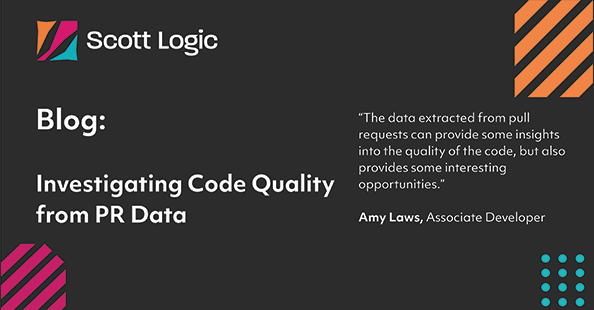 Scott Logic
Blog:
Investigating Code Quality
from PR Data
“The data extracted from pull
requests can provide some insights
into the quality of the code, but also
provides some interesting
opportunities.”
Amy Laws, Associate Developer